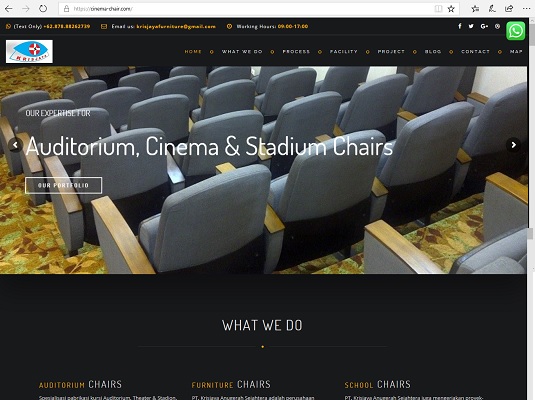 https://cinema-chair.com/
(Text Only) +62.878.88262739 Email us: krisjayafurniture@gmail.com Working Hours: 09.00-17.00
KRISJAYA
HOME WHAT WE DO PROCESS FACILITY PROJECT BLOG CONTACT MAP
OUR EXPERTISE FOR
Auditorium, Cinema & Stadium Chairs
OUR PORTFOLIO
WHAT WE DO
AUDITORIUM CHAIRS FURNITURE CHAIRS SCHOOL CHAIRS
Spesialisasi pabrikasi kursi Auditorium, Theater & Stadion, PT. Krisjaya Anugerah Sejahtera adalah perusahaan PT. Krisjaya Anugerah Sejahtera juga mengerjakan proyek-